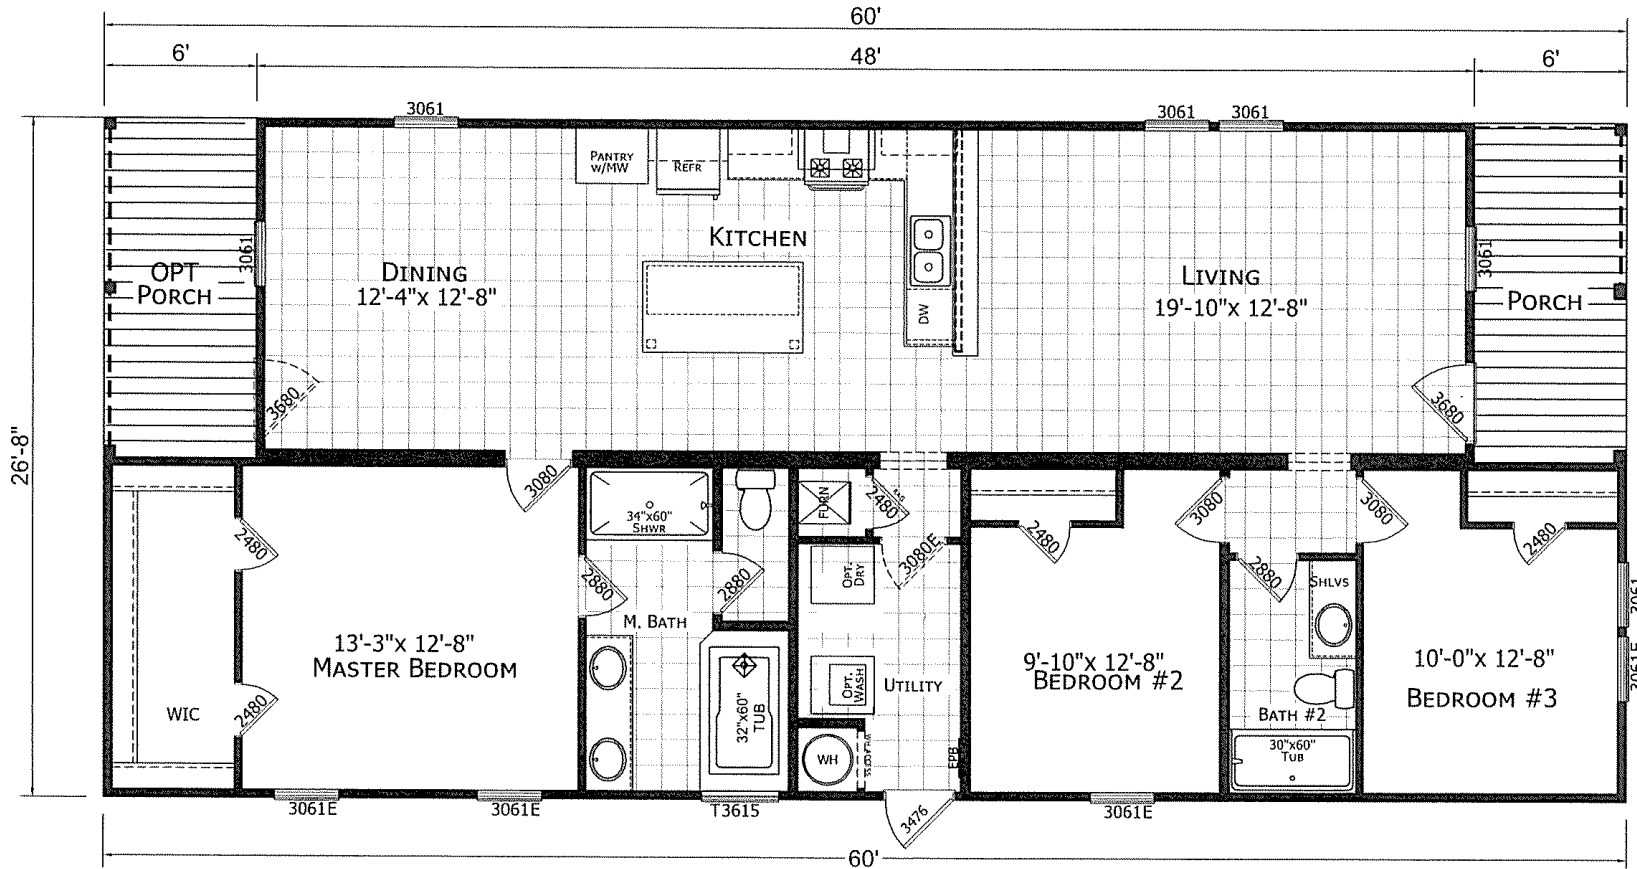 60'
6'
48'
6'
3061
3061
3061
PANTRY
W/MW
REFR
KITCHEN
3061
3061
DINING
12'-4"x 12'-8"
OPT
PORCH
LIVING
19'-10"x 12'-8"
PORCH
DW
3680
3680
26'-8"
3080
34"x60"
SHWR
FURN
2480
3080
3080
2480
2480
2480
3080E
2880
2880
OPT.
DRY
2880
SHLVS
3061
M. BATH
13'-3"x 12'-8"
MASTER BEDROOM
9'-10"x 12'-8"
BEDROOM #2
10'-0"x 12'-8"
BEDROOM #3
3061E
OPT.
WASH
UTILITY
32"x60"
TUB
WIC
2480
BATH #2
30"x60"
TUB
WH
WH ACCESS
EPB
3061E
3061E
T3615
3476
3061E
60'